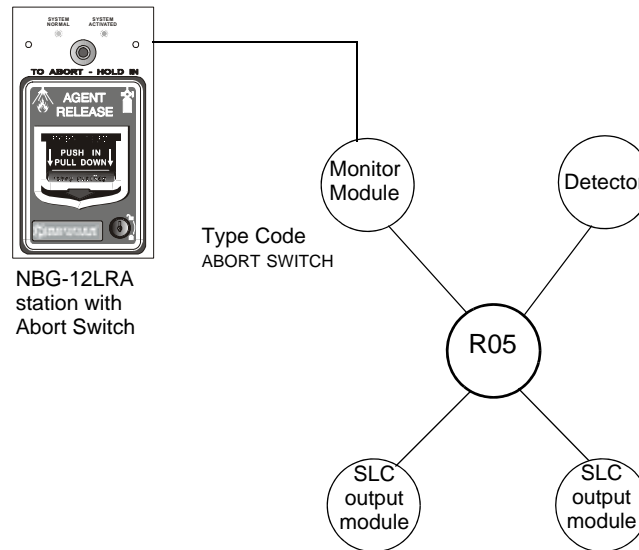 SYSTEM NORMAL
SYSTEM ACTIVATED
TO ABORT - HOLD IN
AGENT
RELEASE
PUSH IN
PULL DOWN
Monitor
Module
Detector
Type Code
ABORT SWITCH
NBG-12LRA
station with
Abort Switch
R05
SLC
output
module
SLC
output
module